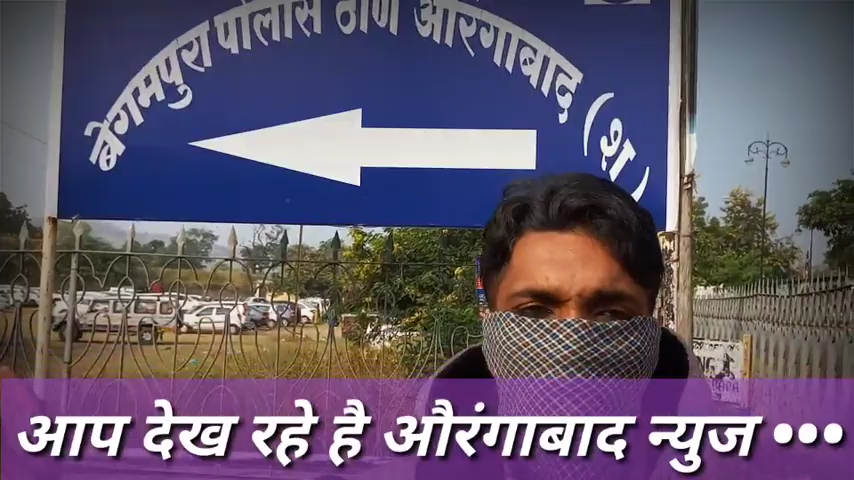 बेगमपुरा पोलीस ठाणे औरंगाबाद (श.)
आप देख रहे है औरंगाबाद न्युज •••